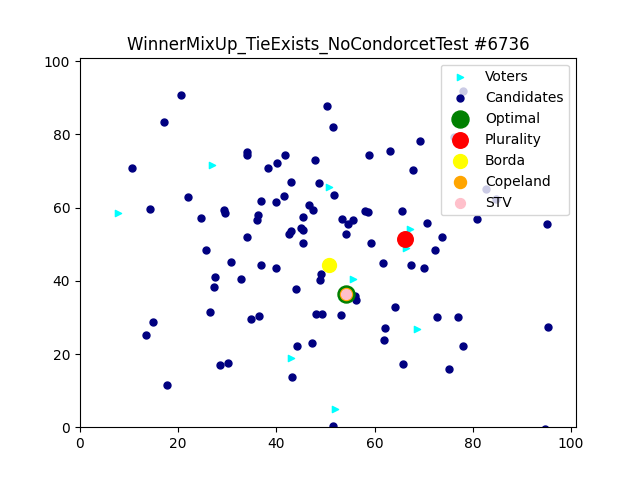 WinnerMixUp_TieExists_NoCondorcetTest #6736
Voters
Candidates
Optimal
Plurality
Borda
Copeland
STV
100
80
60
40
20
0
0 20 40 60 80 100